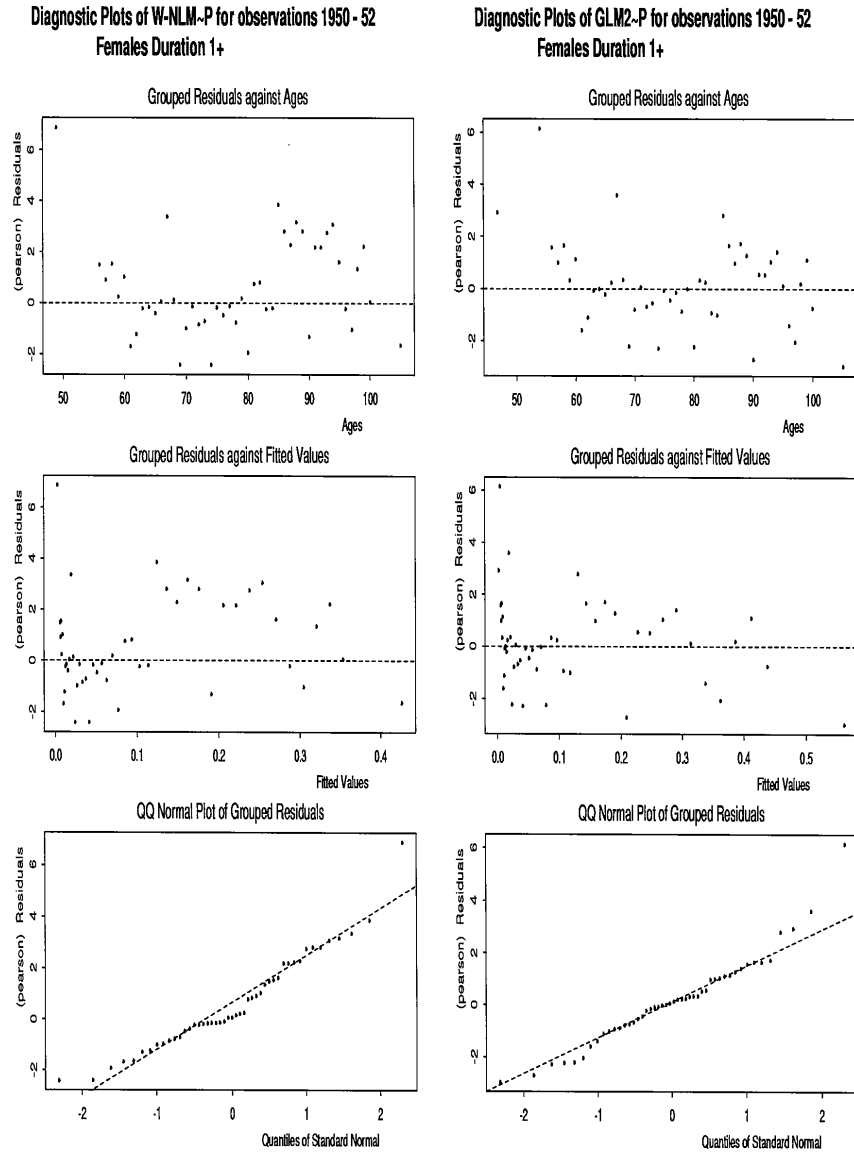 Diagnostic Plots of W-NLM~P for observations 1950 - 52
Females Duration 1+
Grouped Residuals against Ages
(pearson) Residuals
6
4
2
0
-2
50 60 70 80 90 100
Ages
Grouped Residuals against Fitted Values
(pearson) Residuals
6
4
2
0
-2
0.0 0.1 0.2 0.3 0.4
Fitted Values
QQ Normal Plot of Grouped Residuals
(pearson) Residuals
6
4
2
0
-2
-2 -1 0 1 2
Quantiles of Standard Normal
Diagnostic Plots of GLM2~P for observations 1950 - 52
Females Duration 1+
Grouped Residuals against Ages
(pearson) Residuals
6
4
2
0
-2
50 60 70 80 90 100
Ages
Grouped Residuals against Fitted Values
(pearson) Residuals
6
4
2
0
-2
0.0 0.1 0.2 0.3 0.4 0.5
Fitted Values
QQ Normal Plot of Grouped Residuals
(pearson) Residuals
6
4
2
0
-2
-2 -1 0 1 2
Quantiles of Standard Normal